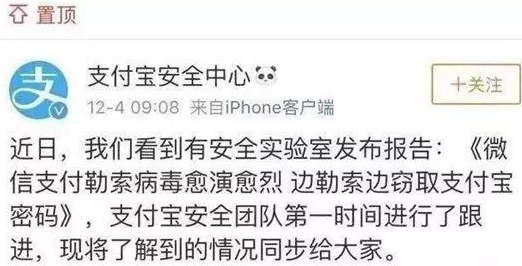 置顶
支付宝安全中心🐼
12-4 09:08 来自iPhone客户端
十关注
近日，我们看到有安全实验室发布报告：《微
信支付勒索病毒愈演愈烈 边勒索边窃取支付宝
密码》，支付宝安全团队第一时间进行了跟
进，现将了解到的情况同步给大家。